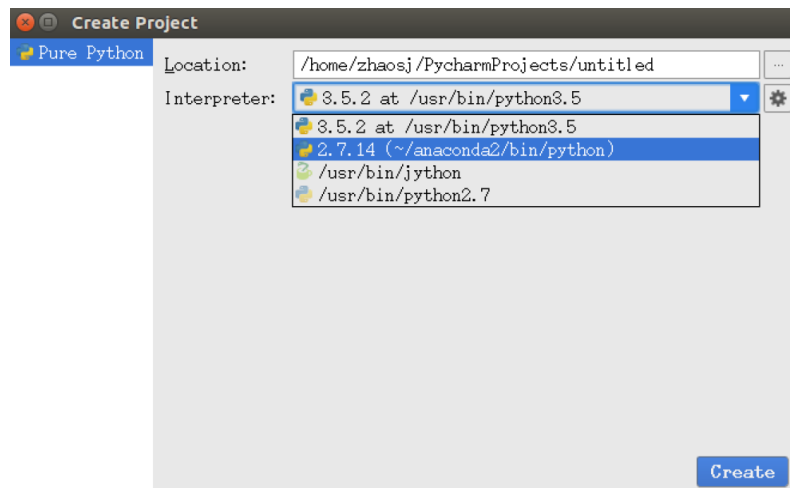 Create Project
Pure Python
Location: /home/zhaosj/PycharmProjects/untitled ...
Interpreter: 3.5.2 at /usr/bin/python3.5
3.5.2 at /usr/bin/python3.5
2.7.14 (~/anaconda2/bin/python)
/usr/bin/jython
/usr/bin/python2.7
Create